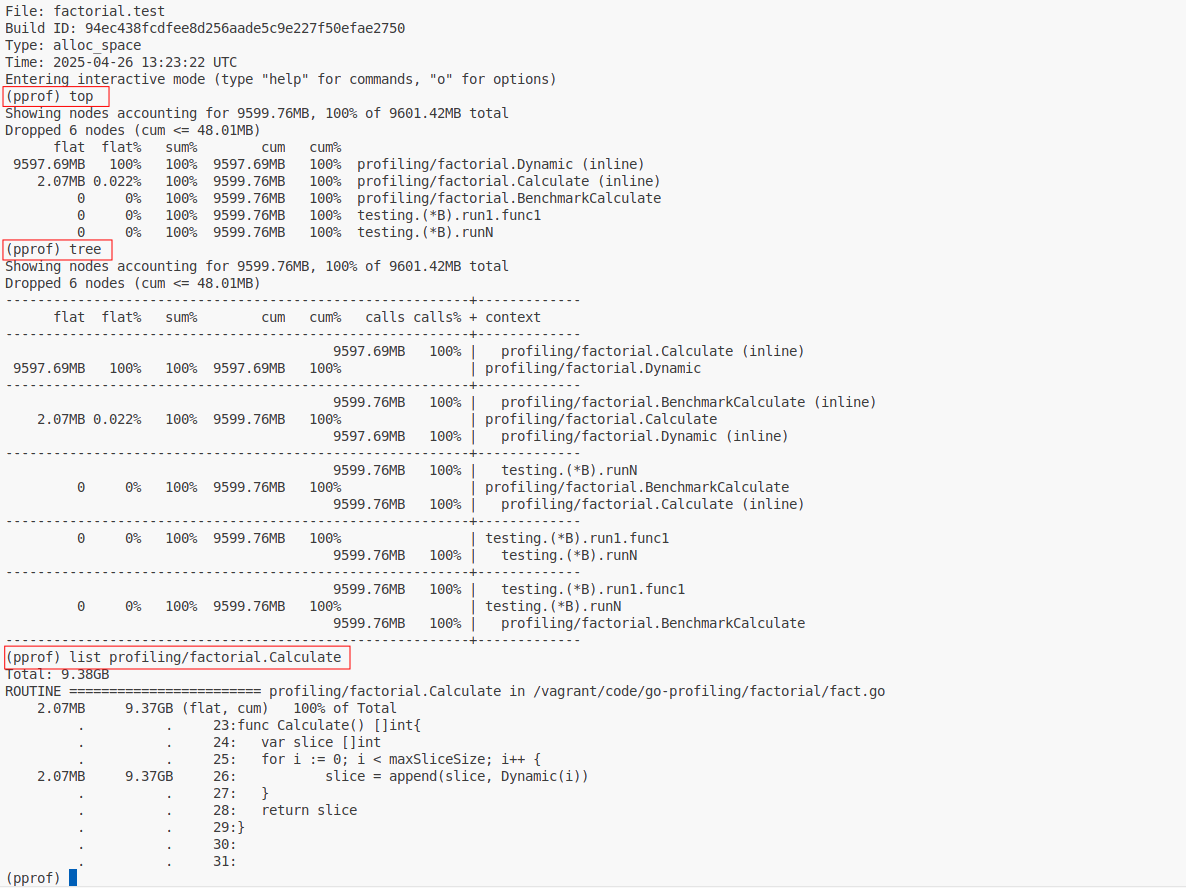 File: factorial.test
Build ID: 94ec438fcdfee8d256aade5c9e227f50efae2750
Type: alloc_space
Time: 2025-04-26 13:23:22 UTC
Entering interactive mode (type "help" for commands, "o" for options)
(pprof) top
Showing nodes accounting for 9599.76MB, 100% of 9601.42MB total
Dropped 6 nodes (cum <= 48.01MB)
      flat  flat%   sum%        cum   cum%
 9597.69MB   100%   100%  9597.69MB   100%  profiling/factorial.Dynamic (inline)
    2.07MB 0.022%   100%  9599.76MB   100%  profiling/factorial.Calculate (inline)
         0     0%   100%  9599.76MB   100%  profiling/factorial.BenchmarkCalculate
         0     0%   100%  9599.76MB   100%  testing.(*B).run1.func1
         0     0%   100%  9599.76MB   100%  testing.(*B).runN
(pprof) tree
Showing nodes accounting for 9599.76MB, 100% of 9601.42MB total
Dropped 6 nodes (cum <= 48.01MB)
----------------------------------------------------------+-------------
      flat  flat%   sum%        cum   cum%   calls calls% + context
----------------------------------------------------------+-------------
                                         9597.69MB   100% |   profiling/factorial.Calculate (inline)
 9597.69MB   100%   100%  9597.69MB   100%                | profiling/factorial.Dynamic
----------------------------------------------------------+-------------
                                         9599.76MB   100% |   profiling/factorial.BenchmarkCalculate (inline)
    2.07MB 0.022%   100%  9599.76MB   100%                | profiling/factorial.Calculate
                                         9597.69MB   100% |   profiling/factorial.Dynamic (inline)
----------------------------------------------------------+-------------
                                         9599.76MB   100% |   testing.(*B).runN
         0     0%   100%  9599.76MB   100%                | profiling/factorial.BenchmarkCalculate
                                         9599.76MB   100% |   profiling/factorial.Calculate (inline)
----------------------------------------------------------+-------------
         0     0%   100%  9599.76MB   100%                | testing.(*B).run1.func1
                                         9599.76MB   100% |   testing.(*B).runN
----------------------------------------------------------+-------------
                                         9599.76MB   100% |   testing.(*B).run1.func1
         0     0%   100%  9599.76MB   100%                | testing.(*B).runN
                                         9599.76MB   100% |   profiling/factorial.BenchmarkCalculate
----------------------------------------------------------+-------------
(pprof) list profiling/factorial.Calculate
Total: 9.38GB
ROUTINE ======================== profiling/factorial.Calculate in /vagrant/code/go-profiling/factorial/fact.go
    2.07MB     9.37GB (flat, cum)   100% of Total
         .          .     23:func Calculate() []int{
         .          .     24:   var slice []int
         .          .     25:   for i := 0; i < maxSliceSize; i++ {
    2.07MB     9.37GB     26:           slice = append(slice, Dynamic(i))
         .          .     27:   }
         .          .     28:   return slice
         .          .     29:}
         .          .     30:
         .          .     31:
(pprof)